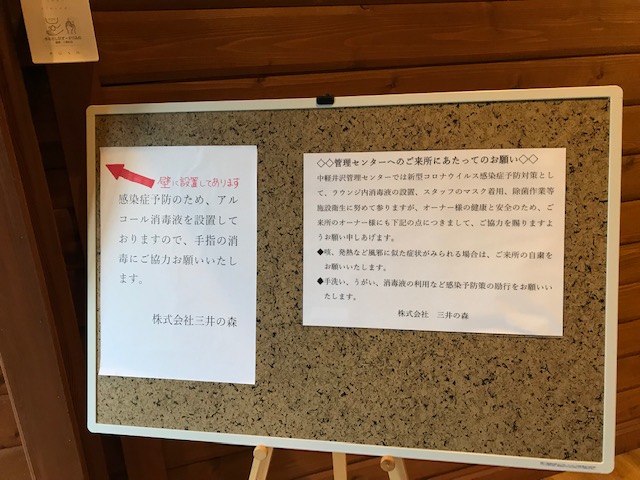 壁に設置してあります
感染症予防のため、アル
コール消毒液を設置して
おりますので、手指の消
毒にご協力お願いいたし
ます。
株式会社三井の森
◇◇管理センターへのご来所にあたってのお願い◇◇
中軽井沢管理センターでは新型コロナウイルス感染症予防対策とし
て、ラウンジ内消毒液の設置、スタッフのマスク着用、除菌作業等
施設衛生に努めて参りますが、オーナー様の健康と安全のため、ご
来所のオーナー様にも下記の点につきまして、ご協力を賜りますよ
うお願い申しあげます。
◆咳、発熱など風邪に似た症状がみられる場合は、ご来所の自粛を
お願いいたします。
◆手洗い、うがい、消毒液の利用など感染予防策の励行をお願いい
たします。
株式会社 三井の森